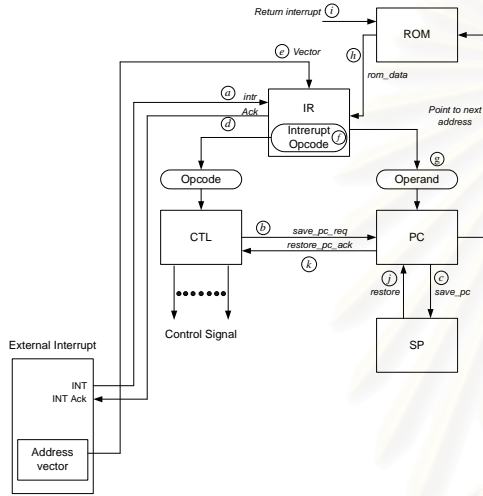 Return interrupt i
ROM
e Vector
h
rom_data
a intr
Ack
d
IR
Intrerupt
Opcode f
Point to next
address
g
Opcode
Operand
CTL
b save_pc_req
restore_pc_ack
k
PC
j
restore
c
save_pc
Control Signal
SP
External Interrupt
INT
INT Ack
Address
vector